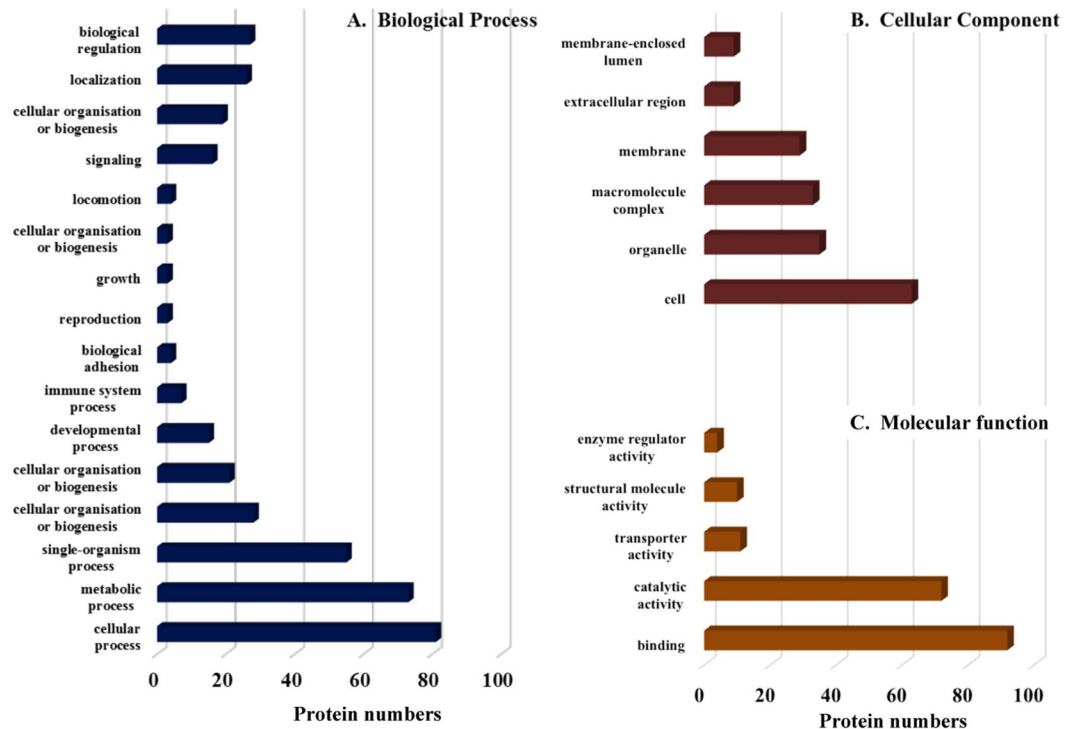 A. Biological Process
biological
regulation
localization
cellular organisation
or biogenesis
signaling
locomotion
cellular organisation
or biogenesis
growth
reproduction
biological
adhesion
immune system
process
developmental
process
cellular organisation
or biogenesis
cellular organisation
or biogenesis
single-organism
process
metabolic
process
cellular
process
0 20 40 60 80 100
Protein numbers
B. Cellular Component
membrane-enclosed
lumen
extracellular region
membrane
macromolecule
complex
organelle
cell
C. Molecular function
enzyme regulator
activity
structural molecule
activity
transporter
activity
catalytic
activity
binding
0 20 40 60 80 100
Protein numbers